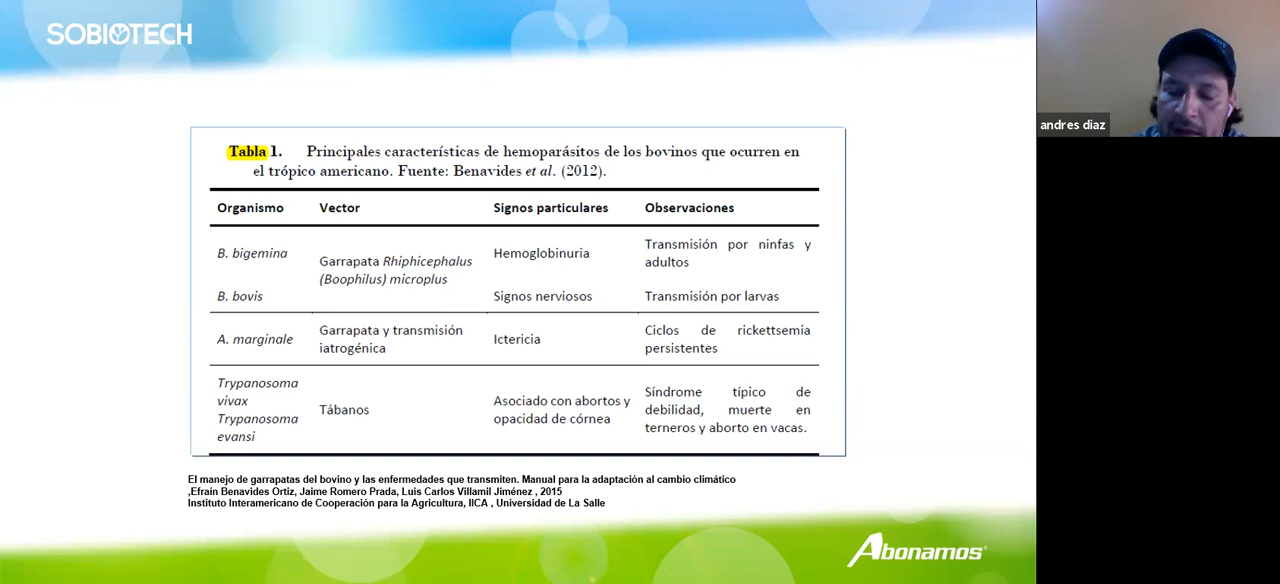 SOBIOTECH
andres diaz
Tabla 1. Principales características de hemoparásitos de los bovinos que ocurren en
el trópico americano. Fuente: Benavides et al. (2012).
Organismo Vector Signos particulares Observaciones
B. bigemina
Garrapata Rhiphicephalus
(Boophilus) microplus
Hemoglobinuria
Transmisión por ninfas y
adultos
B. bovis
Signos nerviosos
Transmisión por larvas
A. marginale
Garrapata y transmisión
iatrogénica
Ictericia
Ciclos de rickettsemia
persistentes
Trypanosoma
vivax
Trypanosoma
evansi
Tábanos
Asociado con abortos y
opacidad de córnea
Síndrome típico de
debilidad, muerte en
terneros y aborto en vacas.
El manejo de garrapatas del bovino y las enfermedades que transmiten. Manual para la adaptación al cambio climático
,Efraín Benavides Ortiz, Jaime Romero Prada, Luis Carlos Villamil Jiménez , 2015
Instituto Interamericano de Cooperación para la Agricultura, IICA , Universidad de La Salle
Abonamos®